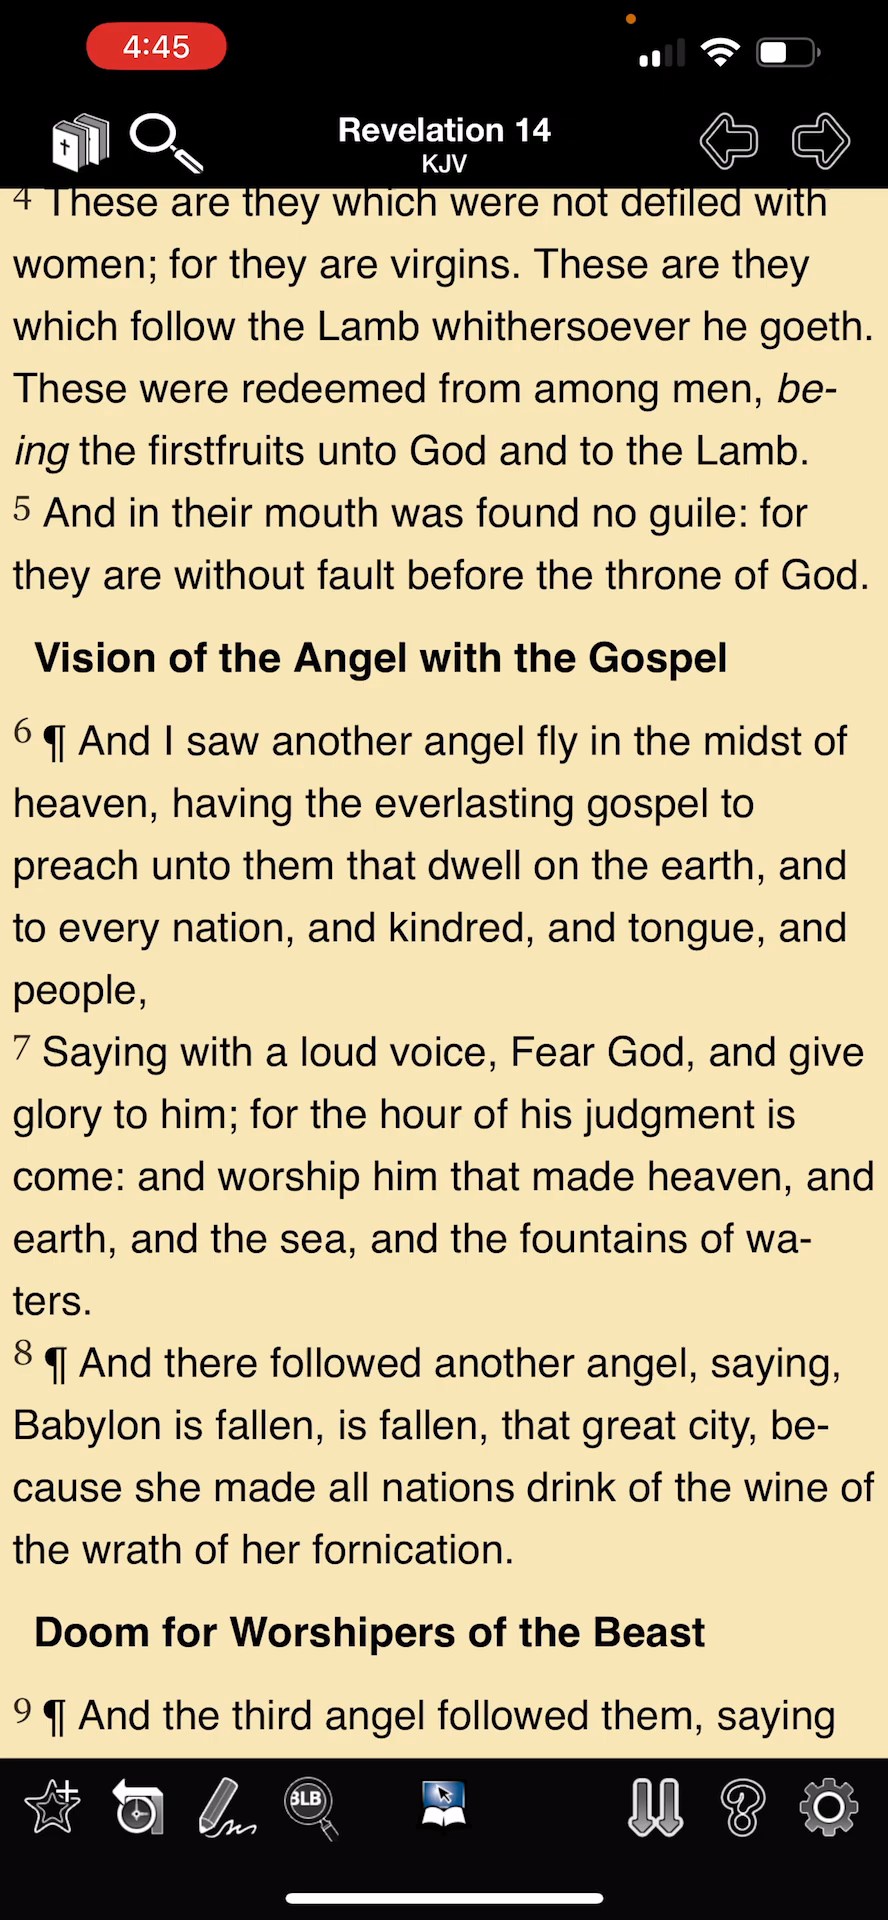 4:45
Revelation 14
KJV
4 These are they which were not defiled with
women; for they are virgins. These are they
which follow the Lamb whithersoever he goeth.
These were redeemed from among men, be-
ing the firstfruits unto God and to the Lamb.
5 And in their mouth was found no guile: for
they are without fault before the throne of God.
Vision of the Angel with the Gospel
6 ¶ And I saw another angel fly in the midst of
heaven, having the everlasting gospel to
preach unto them that dwell on the earth, and
to every nation, and kindred, and tongue, and
people,
7 Saying with a loud voice, Fear God, and give
glory to him; for the hour of his judgment is
come: and worship him that made heaven, and
earth, and the sea, and the fountains of wa-
ters.
8 ¶ And there followed another angel, saying,
Babylon is fallen, is fallen, that great city, be-
cause she made all nations drink of the wine of
the wrath of her fornication.
Doom for Worshipers of the Beast
9 ¶ And the third angel followed them, saying
BLB